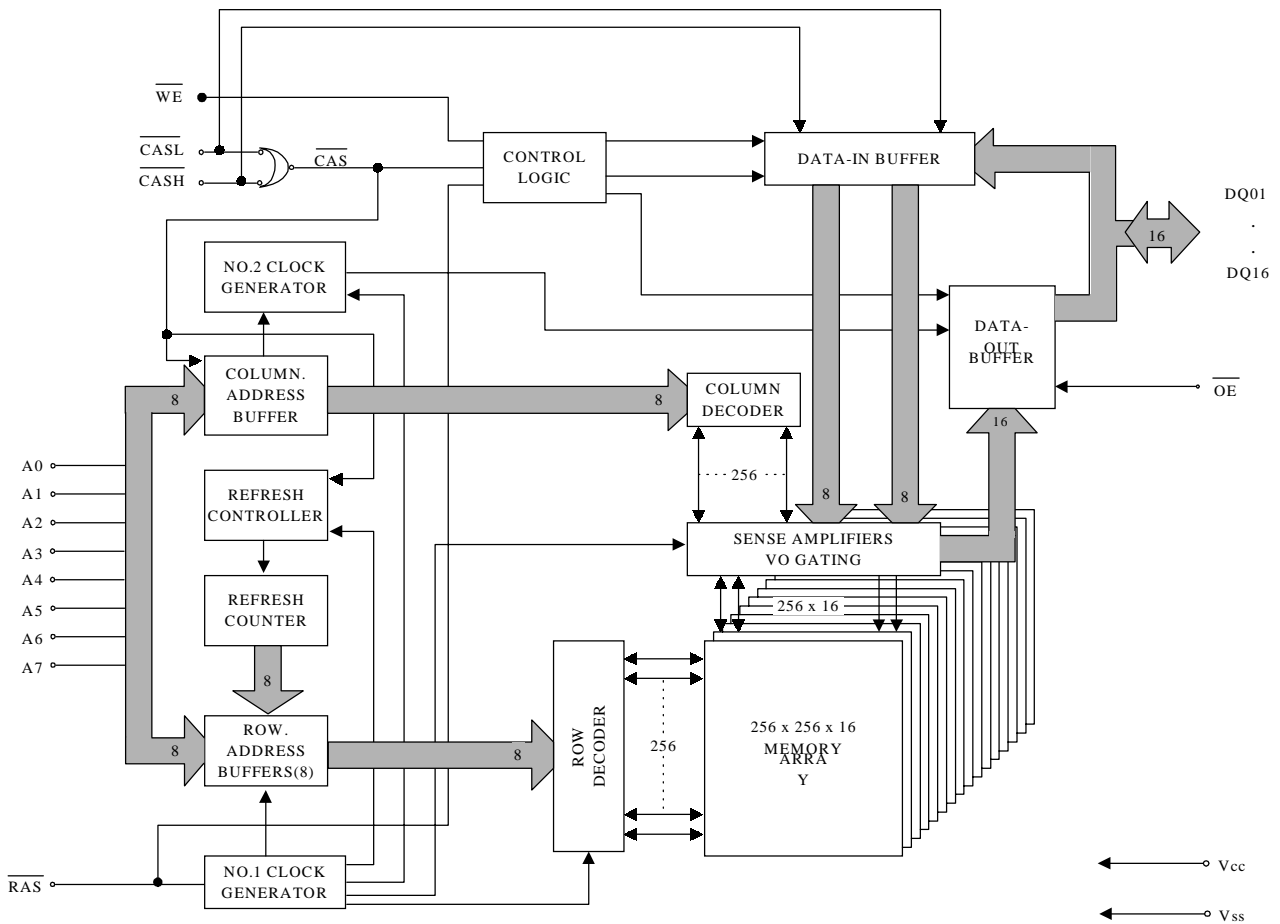 WE
CASL
CASH
CAS
CONTROL
LOGIC
DATA-IN BUFFER
DQ01
.
.
DQ16
16
NO.2 CLOCK
GENERATOR
DATA-
OUT
BUFFER
COLUMN.
ADDRESS
BUFFER
8
8
COLUMN
DECODER
OE
16
A0
A1
A2
A3
A4
A5
A6
A7
256
8
8
REFRESH
CONTROLLER
SENSE AMPLIFIERS
VO GATING
REFRESH
COUNTER
256 x 16
8
ROW.
ADDRESS
BUFFERS(8)
8
8
ROW
DECODER
256
256 x 256 x 16
MEMORY
ARRA
Y
RAS
NO.1 CLOCK
GENERATOR
Vcc
Vss